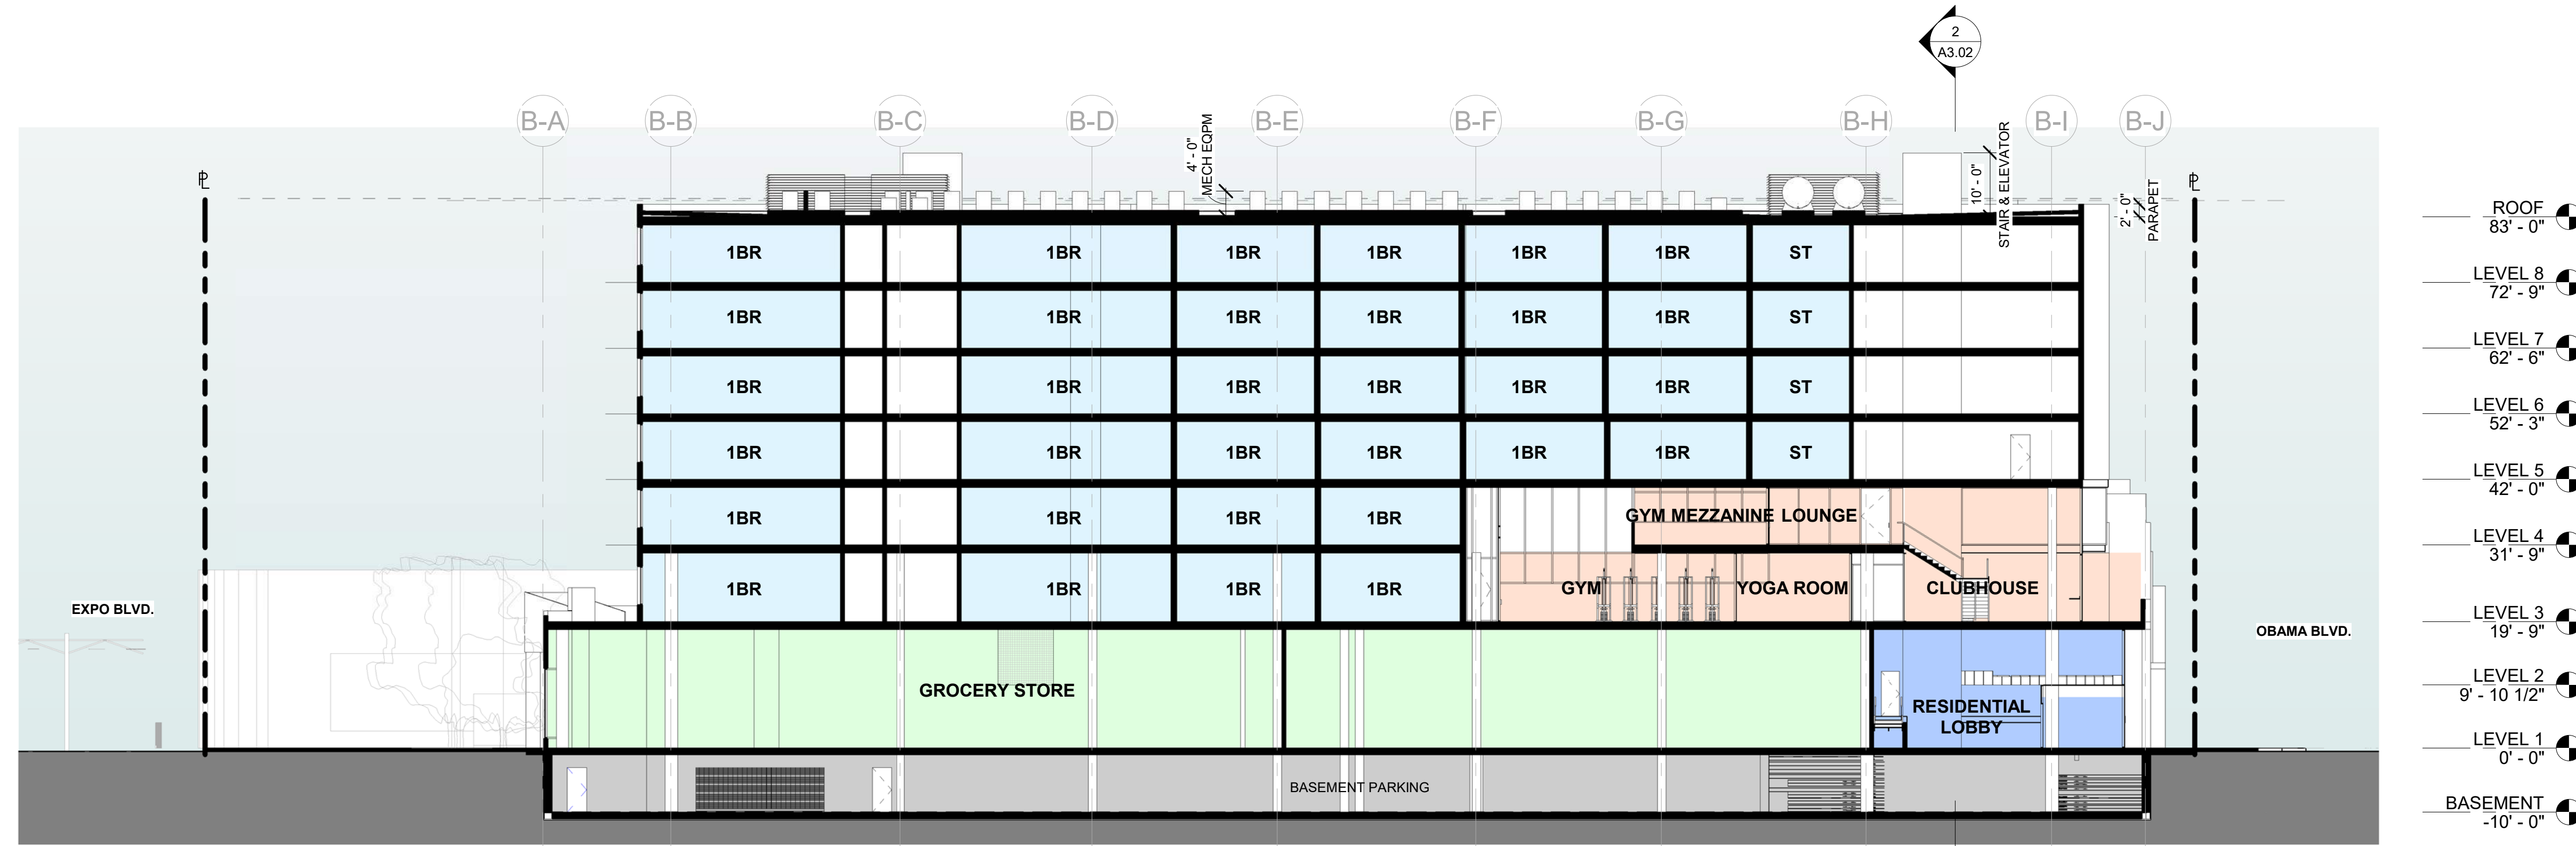 2
A3.02
B-A
B-B
B-C
B-D
B-E
B-F
B-G
B-H
B-I
B-J
4' - 0"
MECH EQPM
10' - 0"
STAIR & ELEVATOR
2' - 0"
PARAPET
PL
PL
ROOF
83' - 0"
1BR 1BR 1BR 1BR 1BR 1BR ST
LEVEL 8
72' - 9"
1BR 1BR 1BR 1BR 1BR 1BR ST
LEVEL 7
62' - 6"
1BR 1BR 1BR 1BR 1BR 1BR ST
LEVEL 6
52' - 3"
1BR 1BR 1BR 1BR 1BR 1BR ST
LEVEL 5
42' - 0"
1BR 1BR 1BR 1BR GYM MEZZANINE LOUNGE
LEVEL 4
31' - 9"
1BR 1BR 1BR 1BR GYM YOGA ROOM CLUBHOUSE
EXPO BLVD.
LEVEL 3
19' - 9"
OBAMA BLVD.
GROCERY STORE
LEVEL 2
9' - 10 1/2"
RESIDENTIAL
LOBBY
LEVEL 1
0' - 0"
BASEMENT PARKING
BASEMENT
-10' - 0"